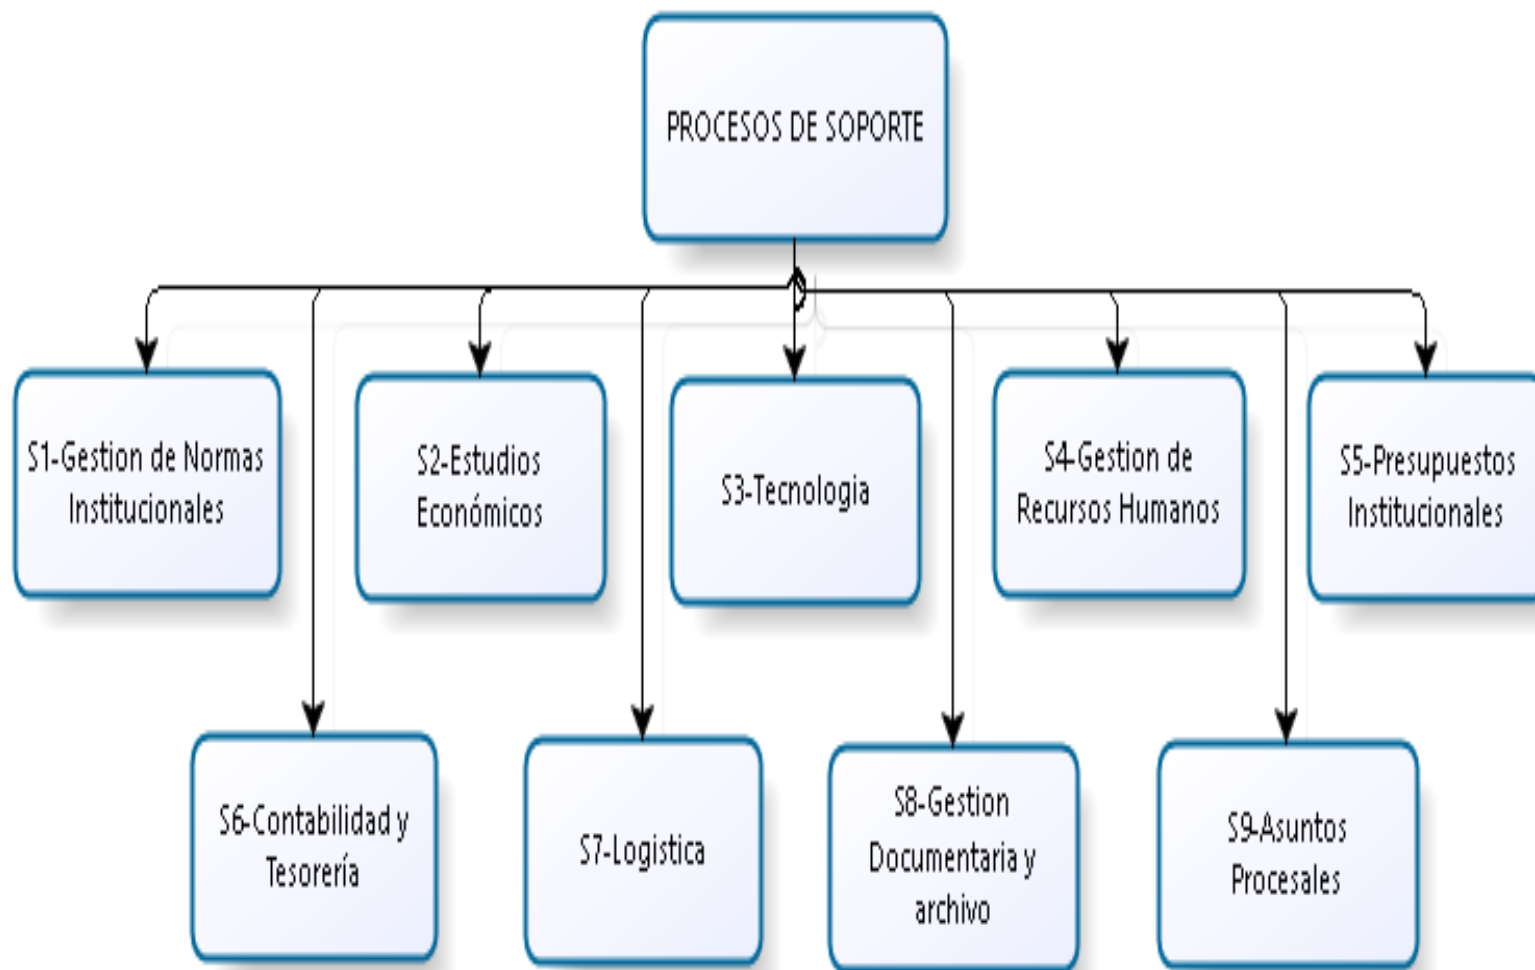 PROCESOS DE SOPORTE
S1-Gestion de Normas
Institucionales
S2-Estudios
Económicos
S3-Tecnologia
S4-Gestion de
Recursos Humanos
S5-Presupuestos
Institucionales
S6-Contabilidad y
Tesorería
S7-Logistica
S8-Gestion
Documentaria y
archivo
S9-Asuntos
Procesales